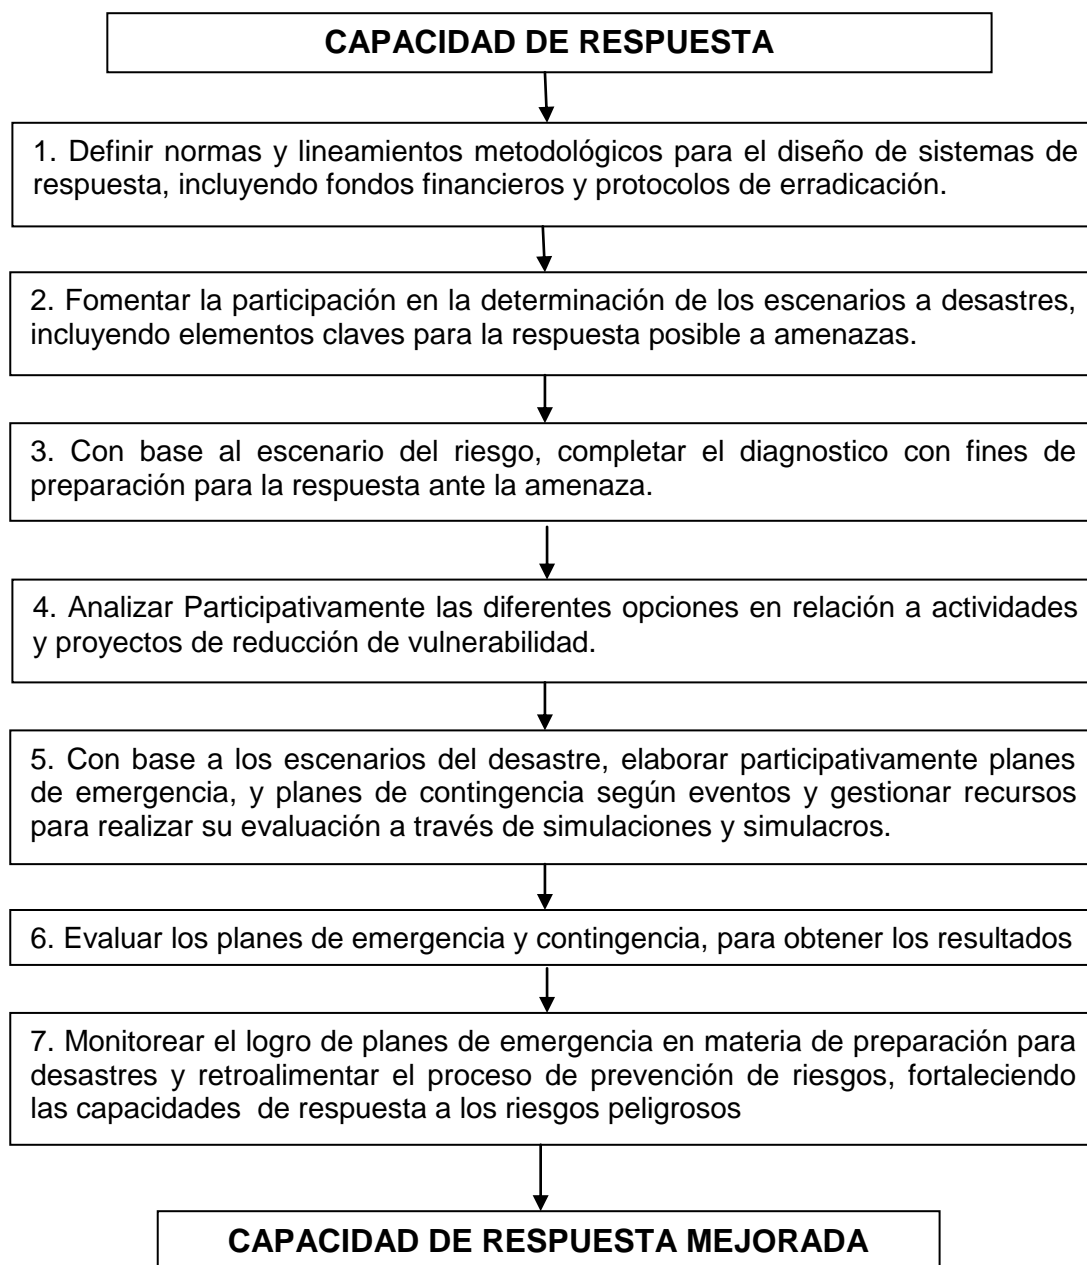 CAPACIDAD DE RESPUESTA
1. Definir normas y lineamientos metodológicos para el diseño de sistemas de
respuesta, incluyendo fondos financieros y protocolos de erradicación.
2. Fomentar la participación en la determinación de los escenarios a desastres,
incluyendo elementos claves para la respuesta posible a amenazas.
3. Con base al escenario del riesgo, completar el diagnostico con fines de
preparación para la respuesta ante la amenaza.
4. Analizar Participativamente las diferentes opciones en relación a actividades
y proyectos de reducción de vulnerabilidad.
5. Con base a los escenarios del desastre, elaborar participativamente planes
de emergencia, y planes de contingencia según eventos y gestionar recursos
para realizar su evaluación a través de simulaciones y simulacros.
6. Evaluar los planes de emergencia y contingencia, para obtener los resultados
7. Monitorear el logro de planes de emergencia en materia de preparación para
desastres y retroalimentar el proceso de prevención de riesgos, fortaleciendo
las capacidades de respuesta a los riesgos peligrosos
CAPACIDAD DE RESPUESTA MEJORADA